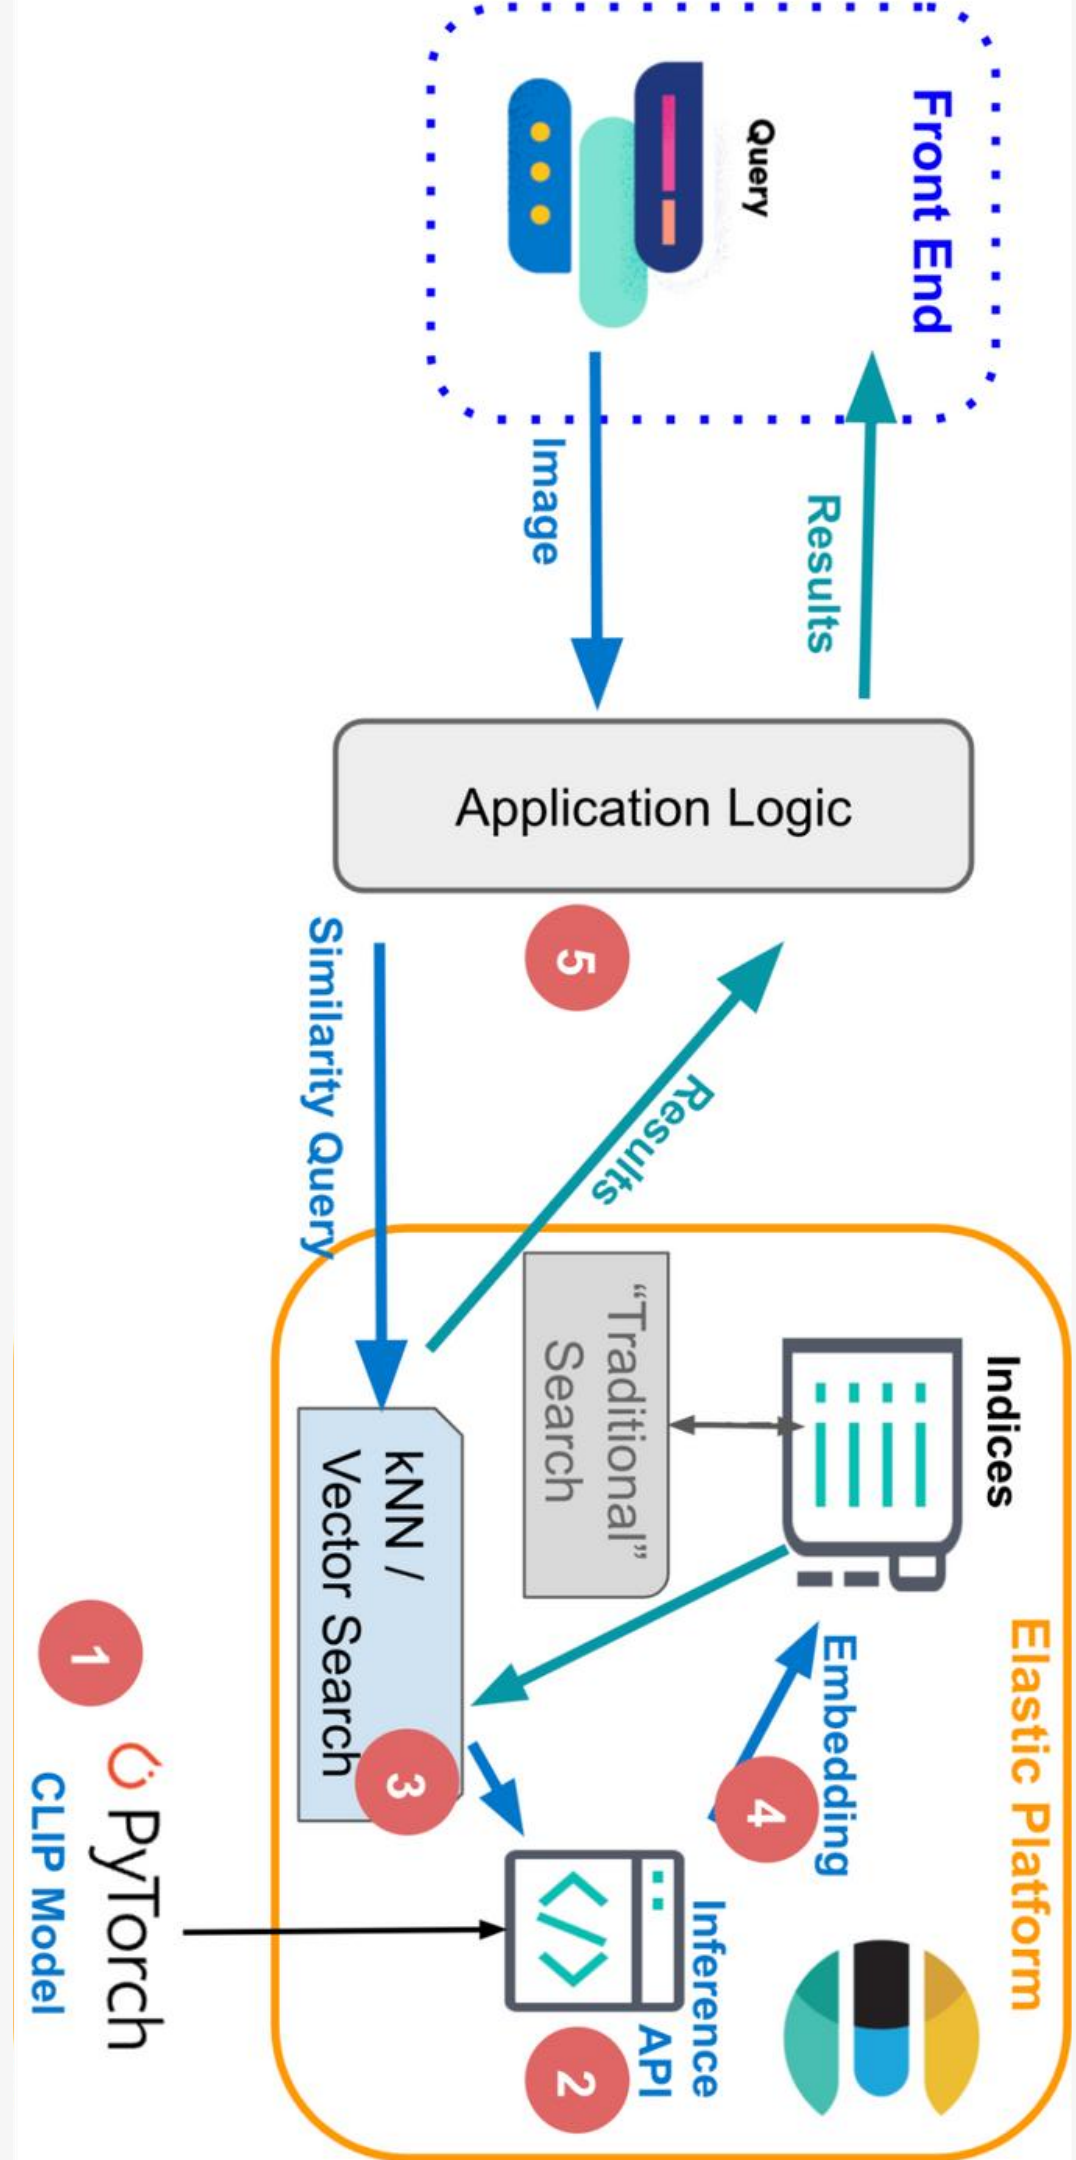 Front End
Query
Results
Image
Application Logic
5
Similarity Query
Results
Elastic Platform
Indices
“Traditional”
Search
kNN /
Vector Search
3
Embedding
4
Inference
API
2
1
PyTorch
CLIP Model